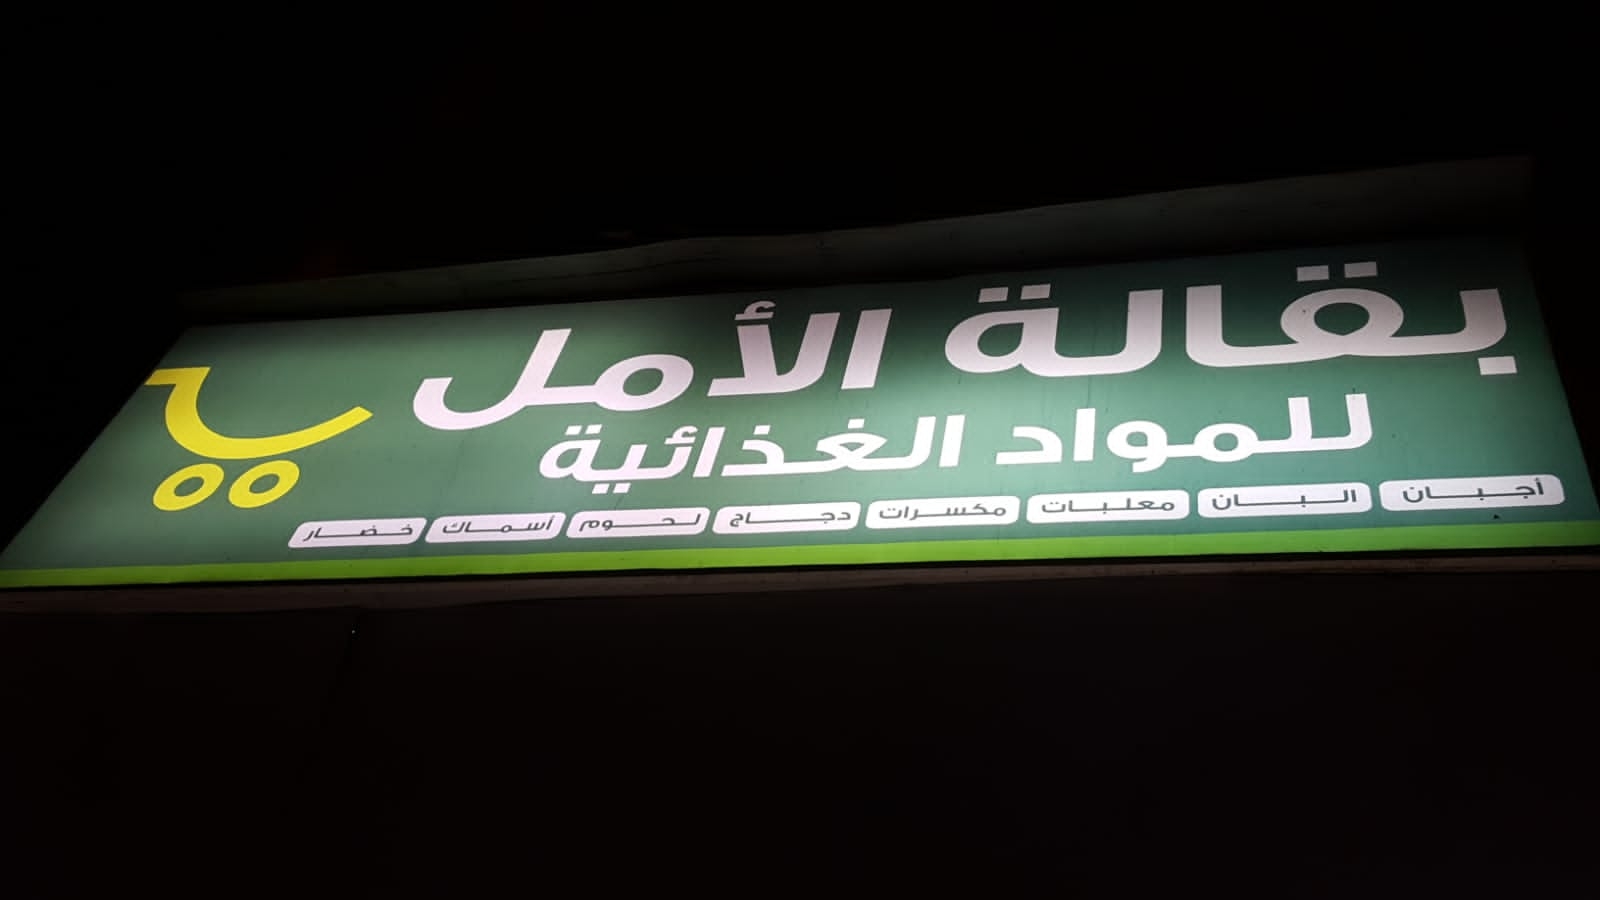 بقالة الأمل
للمواد الغذائية
أجبان البان معلبات مكسرات دجاج لحوم أسماك خضار